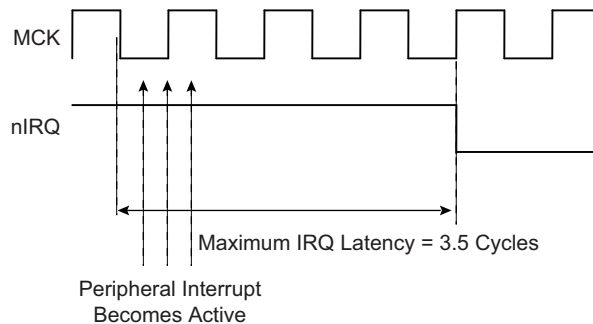 MCK
nIRQ
Maximum IRQ Latency = 3.5 Cycles
Peripheral Interrupt
Becomes Active